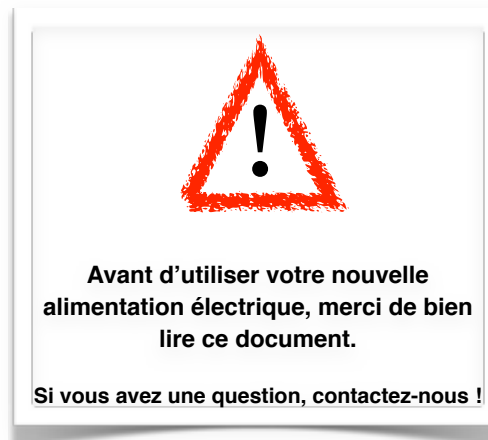 !
Avant d’utiliser votre nouvelle
alimentation électrique, merci de bien
lire ce document.
Si vous avez une question, contactez-nous !